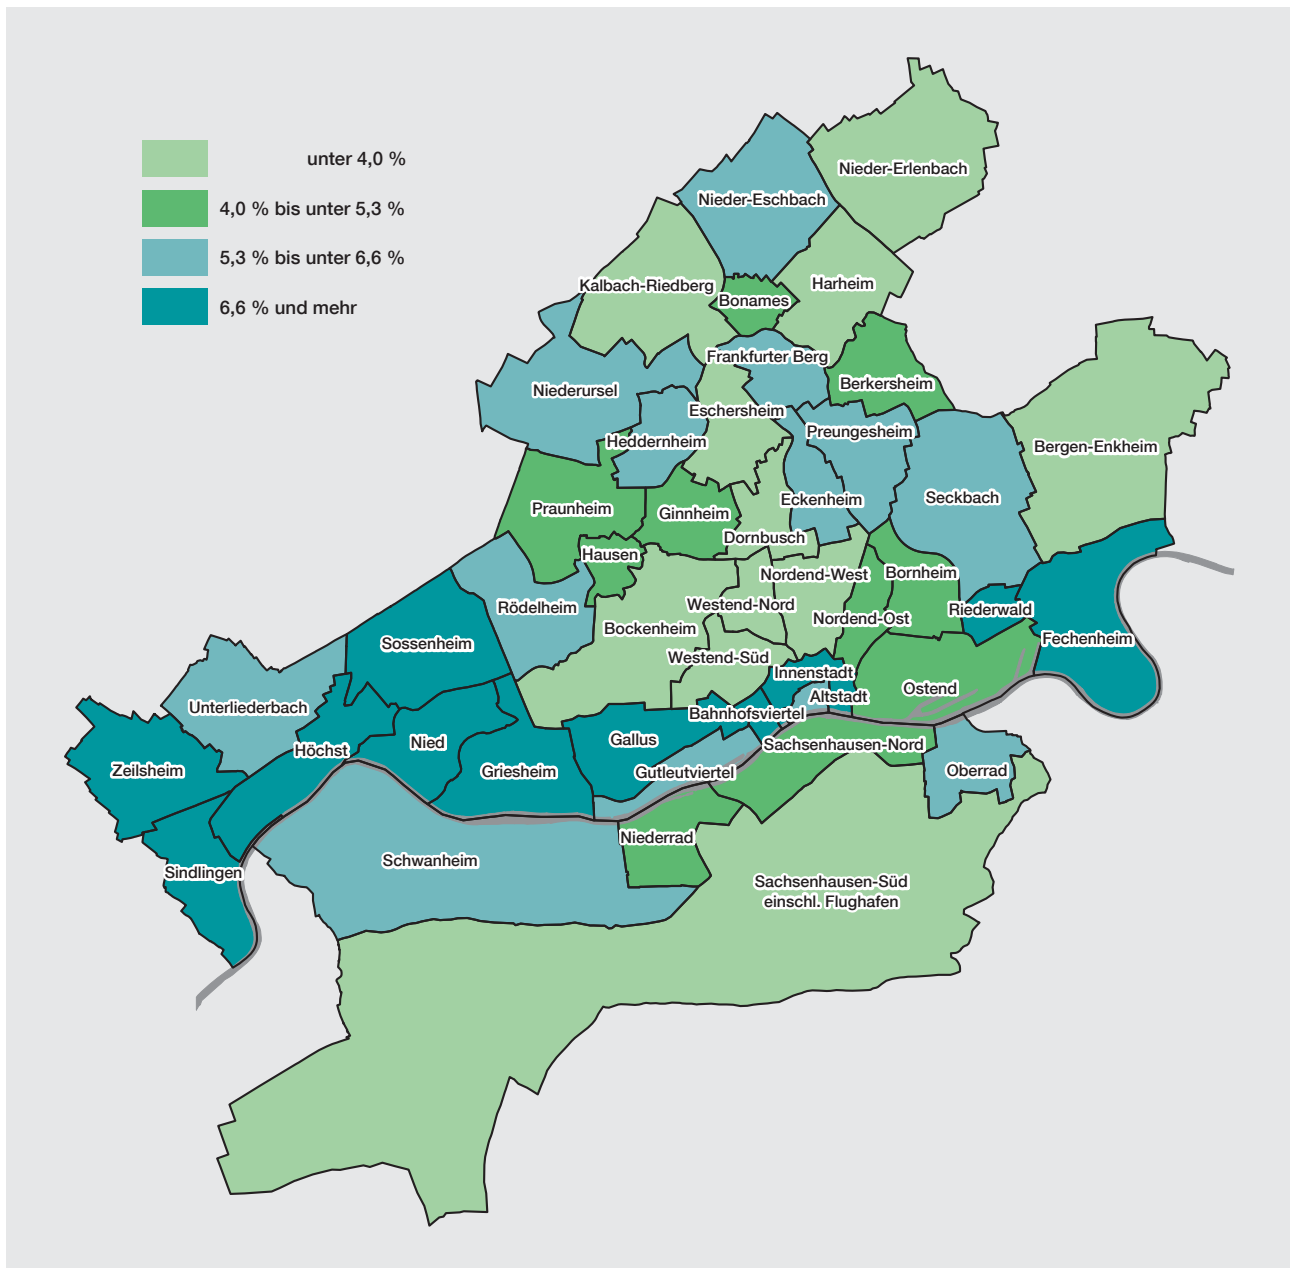 unter 4,0 %
4,0 % bis unter 5,3 %
5,3 % bis unter 6,6 %
6,6 % und mehr
Nieder-Erlenbach
Nieder-Eschbach
Kalbach-Riedberg
Harheim
Bonames
Frankfurter Berg
Berkersheim
Niederursel
Eschersheim
Preungesheim
Heddernheim
Bergen-Enkheim
Seckbach
Eckenheim
Praunheim
Ginnheim
Dornbusch
Hausen
Nordend-West
Bornheim
Rödelheim
Westend-Nord
Riederwald
Nordend-Ost
Bockenheim
Fechenheim
Sossenheim
Westend-Süd
Innenstadt
Ostend
Altstadt
Unterliederbach
Bahnhofsviertel
Gallus
Nied
Sachsenhausen-Nord
Höchst
Zeilsheim
Griesheim
Gutleutviertel
Oberrad
Niederrad
Schwanheim
Sindlingen
Sachsenhausen-Süd
einschl. Flughafen